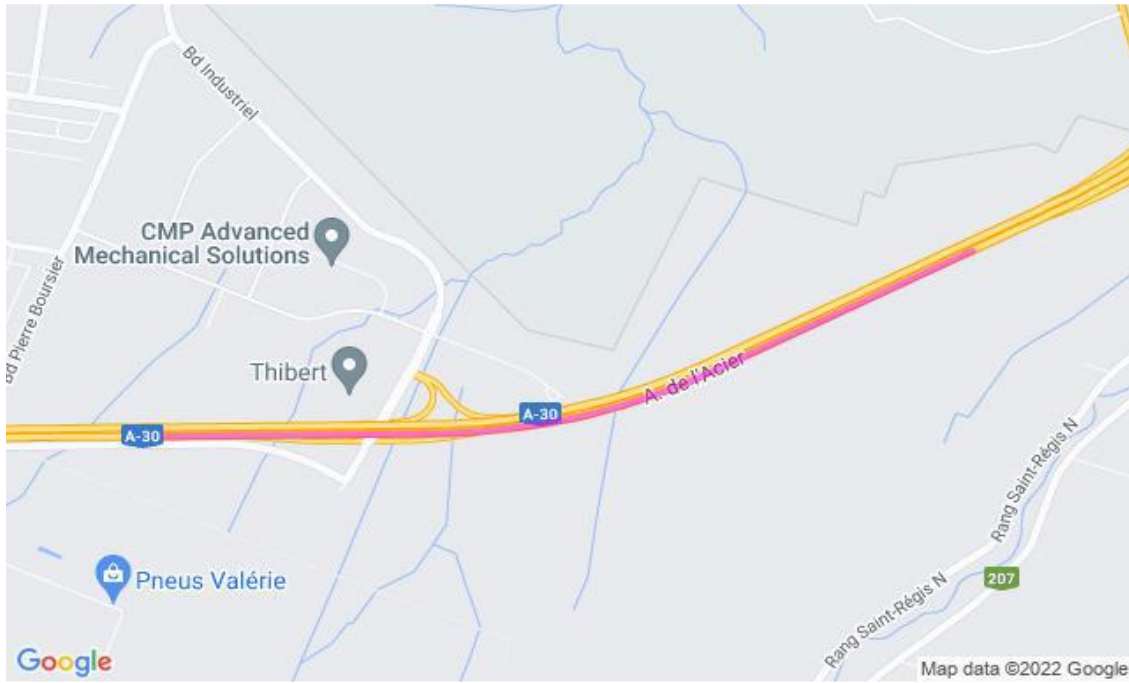 Bd Industriel
CMP Advanced
Mechanical Solutions
Bd Pierre Boursier
Thibert
A. de l'Acier
A-30
A-30
Rang Saint-Régis N
Pneus Valérie
207
Rang Saint-Régis N
Google
Map data ©2022 Google